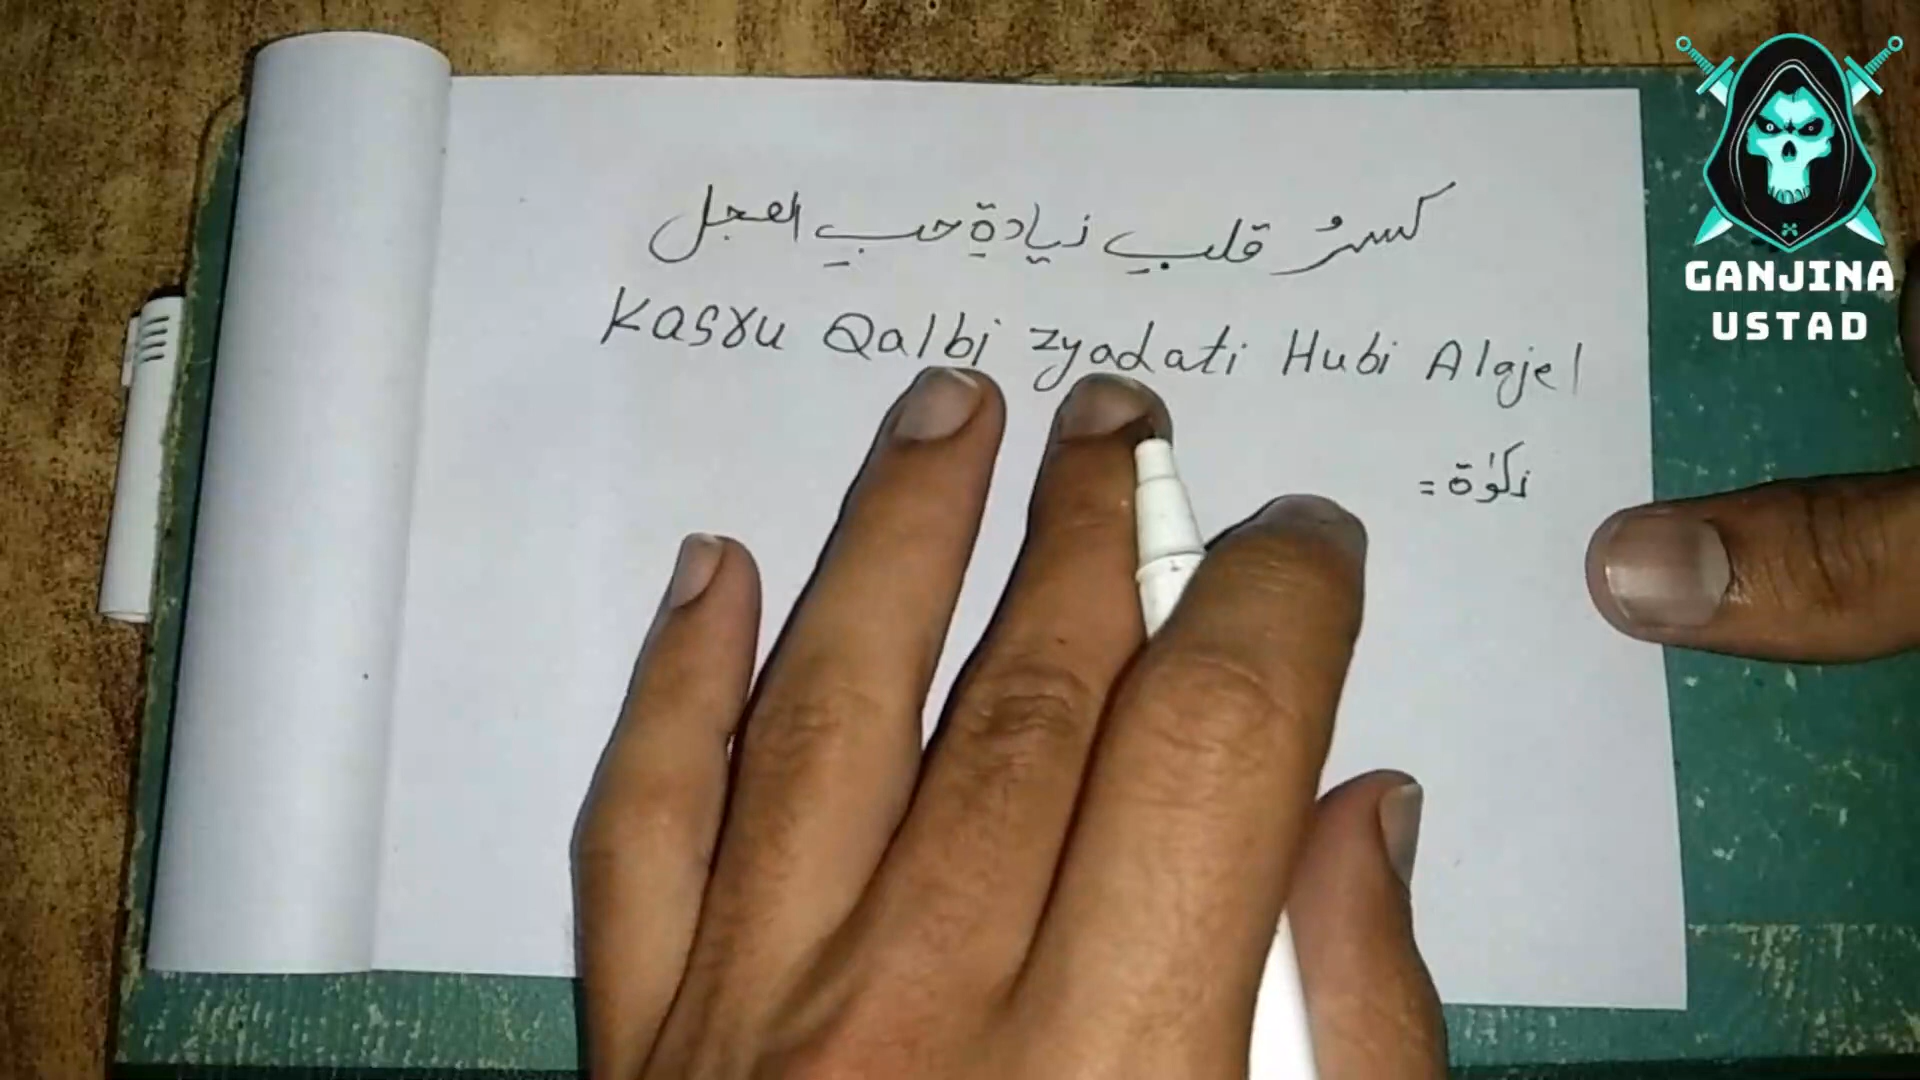 كسرُ قلبِ زيادةِ حبِ العجل
Kasru Qalbi Zyadati Hubi Alajel
زكوٰة =
GANJINA
USTAD